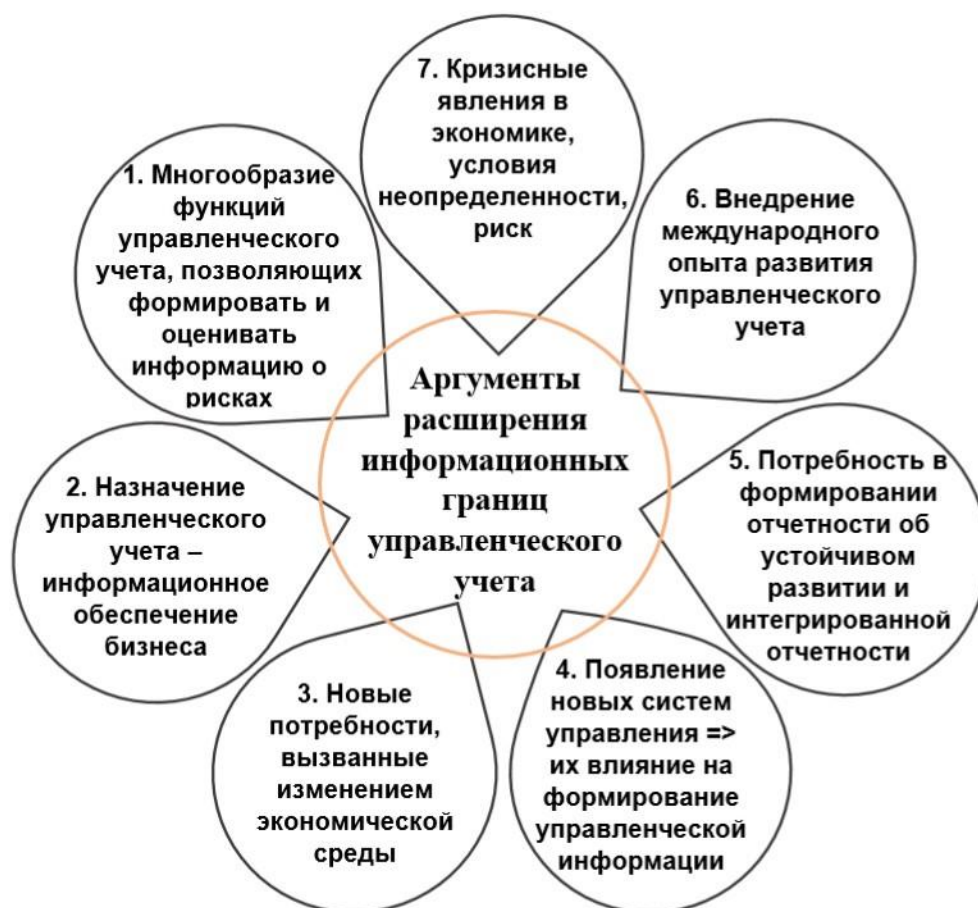 7. Кризисные
явления в
экономике,
условия
неопределенности,
риск
1. Многообразие
функций
управленческого
учета, позволяющих
формировать и
оценивать
информацию о
рисках
6. Внедрение
международного
опыта развития
управленческого
учета
Аргументы
расширения
информационных
границ
управленческого
учета
2. Назначение
управленческого
учета –
информационное
обеспечение
бизнеса
5. Потребность в
формировании
отчетности об
устойчивом
развитии и
интегрированной
отчетности
3. Новые
потребности,
вызванные
изменением
экономической
среды
4. Появление
новых систем
управления =>
их влияние на
формирование
управленческой
информации